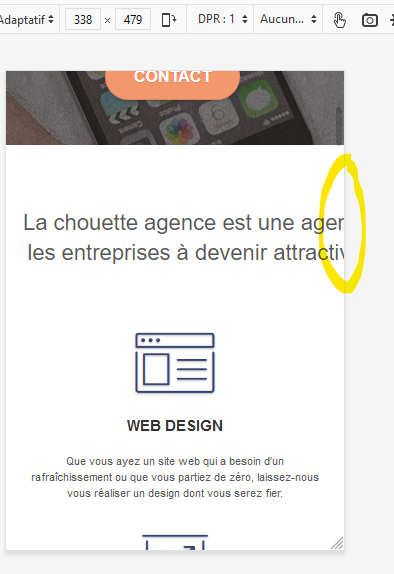 Adaptatif 338 × 479 DPR : 1 Aucun...
CONTACT
Camera
La chouette agence est une agen
les entreprises à devenir attractiv
WEB DESIGN
Que vous ayez un site web qui a besoin d'un
rafraîchissement ou que vous partiez de zéro, laissez-nous
vous réaliser un design dont vous serez fier.